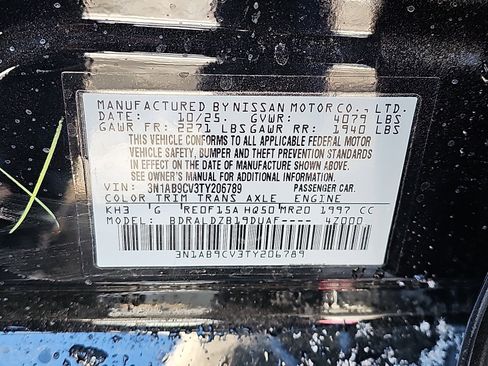 MANUFACTURED BY NISSAN MOTOR CO., LTD.
DATE: 10/25. GVWR: 4079 LBS
GAWR FR: 2271 LBS GAWR RR: 1940 LBS
THIS VEHICLE CONFORMS TO ALL APPLICABLE FEDERAL MOTOR
VEHICLE SAFETY, BUMPER AND THEFT PREVENTION STANDARDS
IN EFFECT ON THE DATE OF MANUFACTURE SHOWN ABOVE.
SEE OWNER'S MANUAL FOR ADDITIONAL INFORMATION
VIN: 3N1AB9CV3TY206789 PASSENGER CAR.
COLOR TRIM TRANS AXLE ENGINE
KH3 G RE0F15A HQ50 MR20 1997 CC
MODEL: BDRALDZB19DUAF---- 4Z000
3N1AB9CV3TY206789